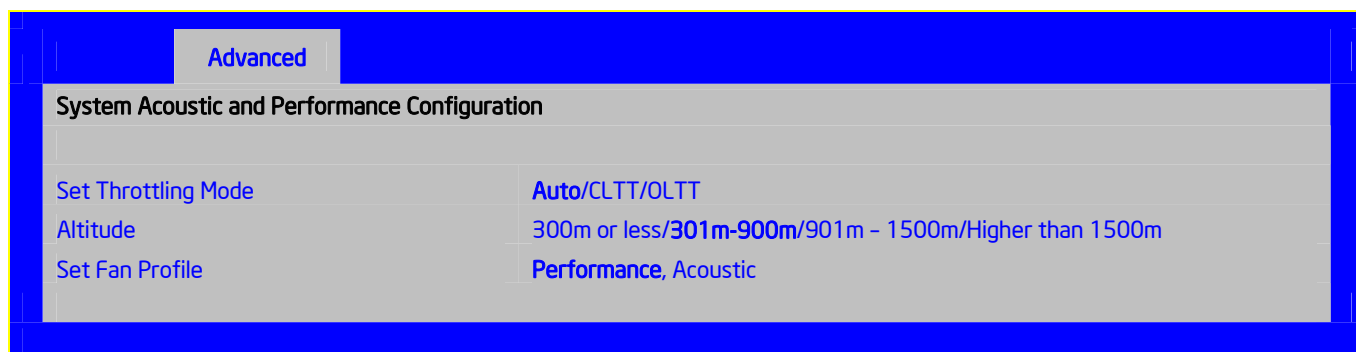 Advanced
System Acoustic and Performance Configuration
Set Throttling Mode Auto/CLTT/OLTT
Altitude 300m or less/301m-900m/901m – 1500m/Higher than 1500m
Set Fan Profile Performance, Acoustic